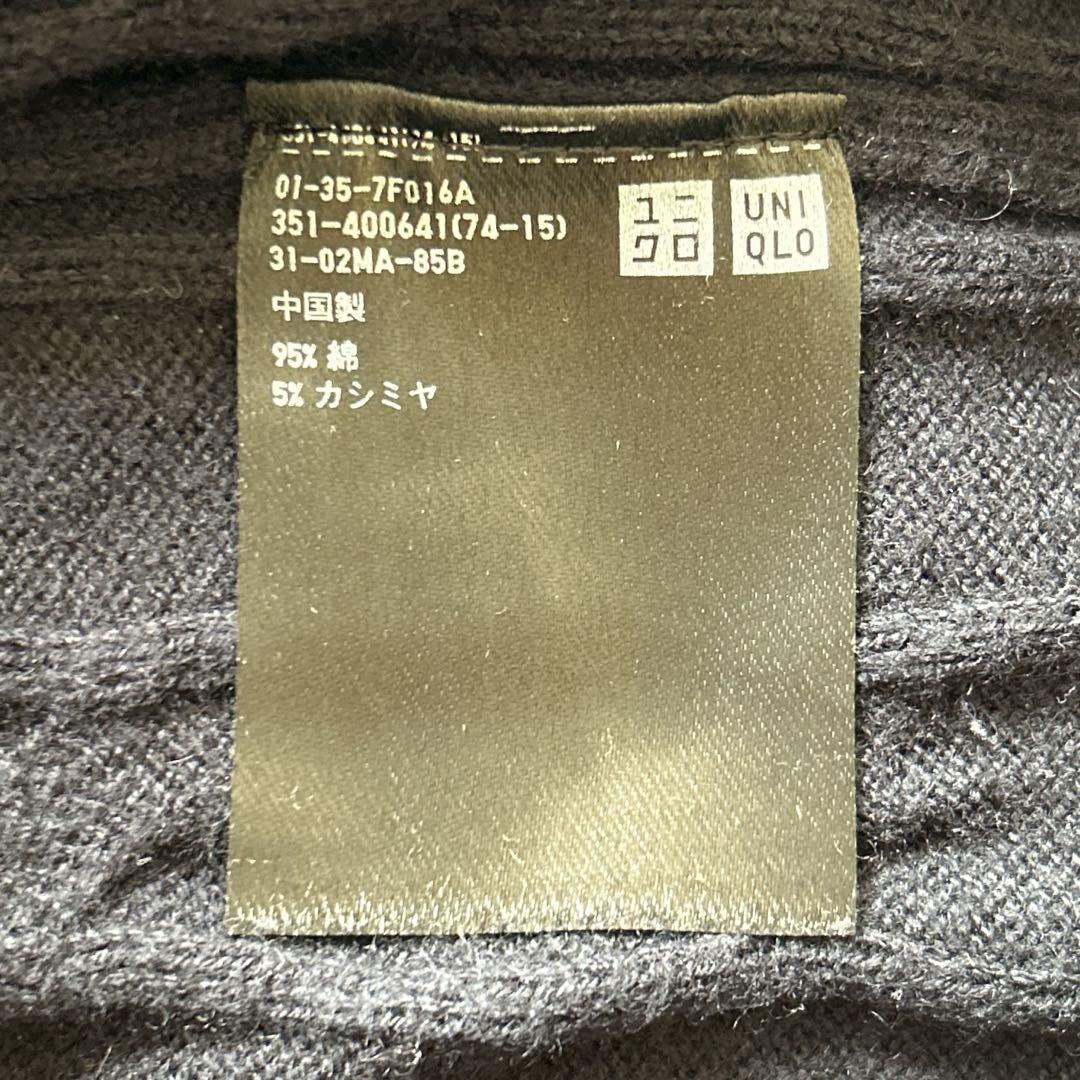 01-35-7F016A
351-400641(74-15)
31-02MA-85B
中国製
95% 綿
5% カシミヤ
ユニ
クロ
UNI
QLO